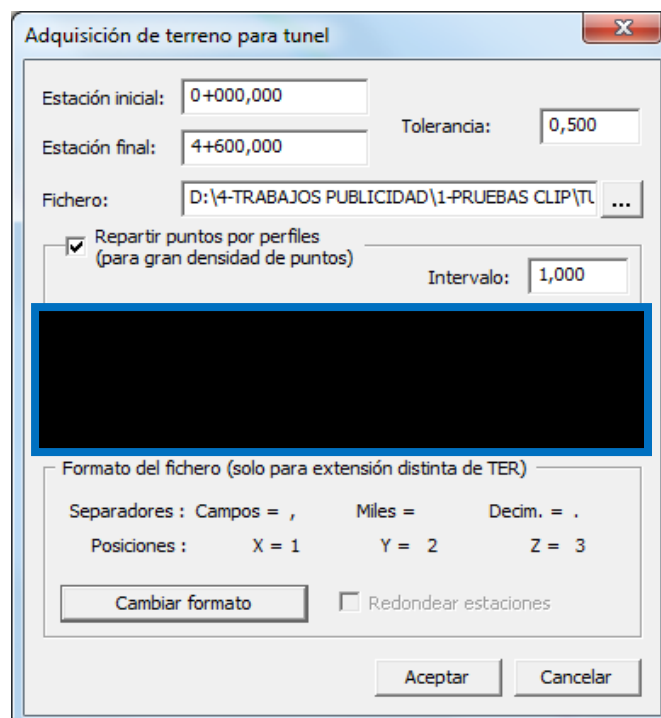 Adquisición de terreno para tunel
Estación inicial: 0+000,000
Tolerancia: 0,500
Estación final: 4+600,000
Fichero: D:\4-TRABAJOS PUBLICIDAD\1-PRUEBAS CLIP\TU ...
Repartir puntos por perfiles
(para gran densidad de puntos)
Intervalo: 1,000
Formato del fichero (solo para extensión distinta de TER)
Separadores : Campos = , Miles = Decim. = .
Posiciones : X = 1 Y = 2 Z = 3
Cambiar formato Redondear estaciones
Aceptar Cancelar